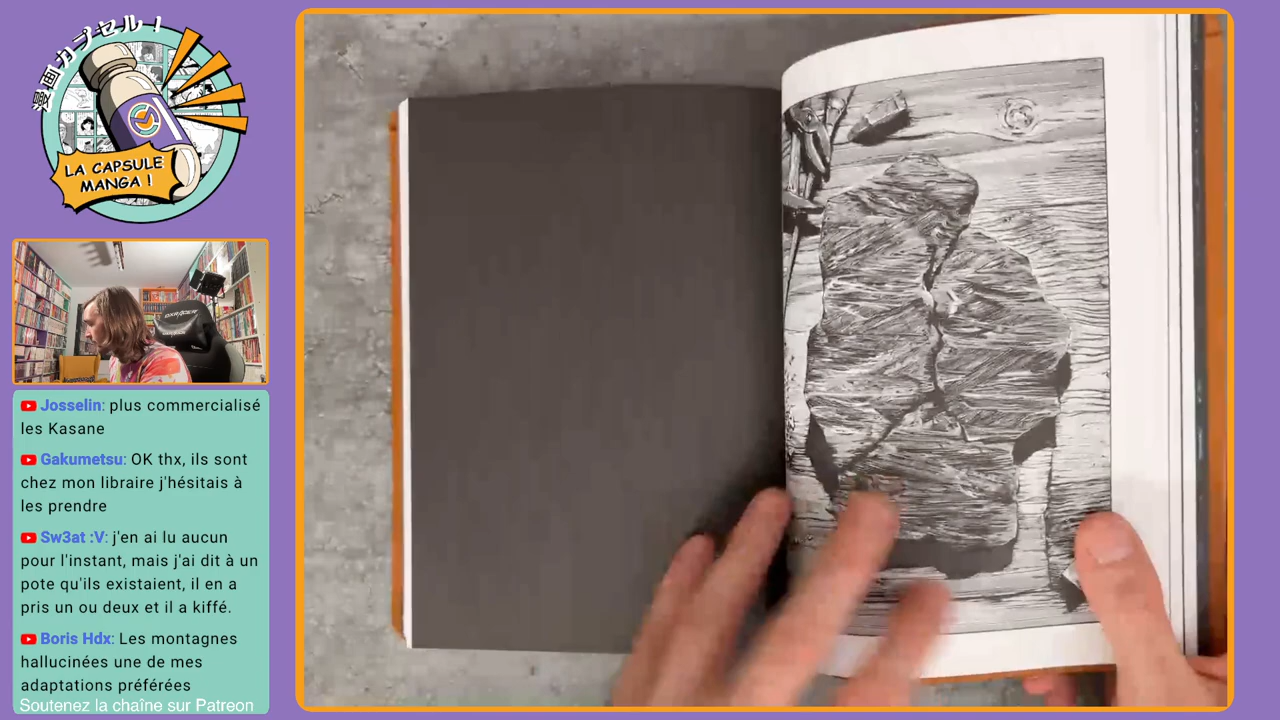 漫画カプセル!
LA CAPSULE
MANGA !
DXRACER
Josselin: plus commercialisé
les Kasane
Gakumetsu: OK thx, ils sont
chez mon libraire j'hésitais à
les prendre
Sw3at :V: j'en ai lu aucun
pour l'instant, mais j'ai dit à un
pote qu'ils existaient, il en a
pris un ou deux et il a kiffé.
Boris Hdx: Les montagnes
hallucinées une de mes
adaptations préférées
Soutenez la chaîne sur Patreon